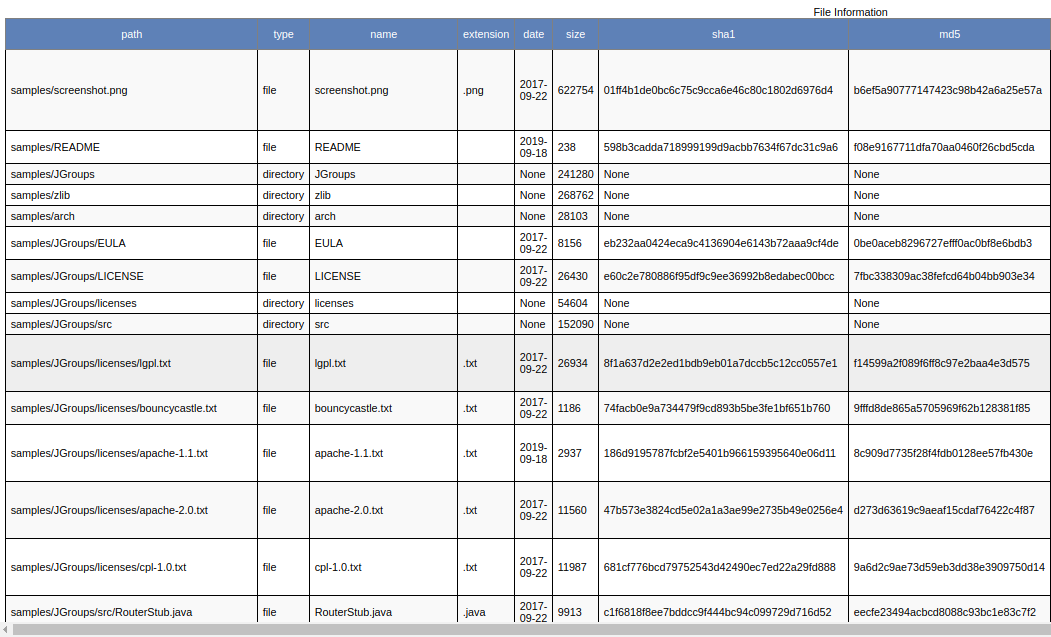 File Information
path type name extension date size sha1 md5
samples/screenshot.png file screenshot.png .png 2017-09-22 622754 01ff4b1de0bc6c75c9cca6e46c80c1802d6976d4 b6ef5a90777147423c98b42a6a25e57a
samples/README file README 2019-09-18 238 598b3cadda718999199d9acbb7634f67dc31c9a6 f08e9167711dfa70aa0460f26cbd5cda
samples/JGroups directory JGroups None 241280 None None
samples/zlib directory zlib None 268762 None None
samples/arch directory arch None 28103 None None
samples/JGroups/EULA file EULA 2017-09-22 8156 eb232aa0424eca9c4136904e6143b72aaa9cf4de 0be0aceb8296727efff0ac0bf8e6bdb3
samples/JGroups/LICENSE file LICENSE 2017-09-22 26430 e60c2e780886f95df9c9ee36992b8edabec00bcc 7fbc338309ac38fefcd64b04bb903e34
samples/JGroups/licenses directory licenses None 54604 None None
samples/JGroups/src directory src None 152090 None None
samples/JGroups/licenses/lgpl.txt file lgpl.txt .txt 2017-09-22 26934 8f1a637d2e2ed1bdb9eb01a7dccb5c12cc0557e1 f14599a2f089f6ff8c97e2baa4e3d575
samples/JGroups/licenses/bouncycastle.txt file bouncycastle.txt .txt 2017-09-22 1186 74facb0e9a734479f9cd893b5be3fe1bf651b760 9fffd8de865a5705969f62b128381f85
samples/JGroups/licenses/apache-1.1.txt file apache-1.1.txt .txt 2019-09-18 2937 186d9195787fcbf2e5401b966159395640e06d11 8c909d7735f28f4fdb0128ee57fb430e
samples/JGroups/licenses/apache-2.0.txt file apache-2.0.txt .txt 2017-09-22 11560 47b573e3824cd5e02a1a3ae99e2735b49e0256e4 d273d63619c9aeaf15cdaf76422c4f87
samples/JGroups/licenses/cpl-1.0.txt file cpl-1.0.txt .txt 2017-09-22 11987 681cf776bcd79752543d42490ec7ed22a29fd888 9a6d2c9ae73d59eb3dd38e3909750d14
samples/JGroups/src/RouterStub.java file RouterStub.java .java 2017-09-22 9913 c1f6818f8ee7bddcc9f444bc94c099729d716d52 eecfe23494acbcd8088c93bc1e83c7f2